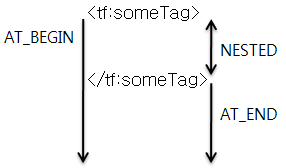 <tf:someTag>
AT_BEGIN
NESTED
</tf:someTag>
AT_END